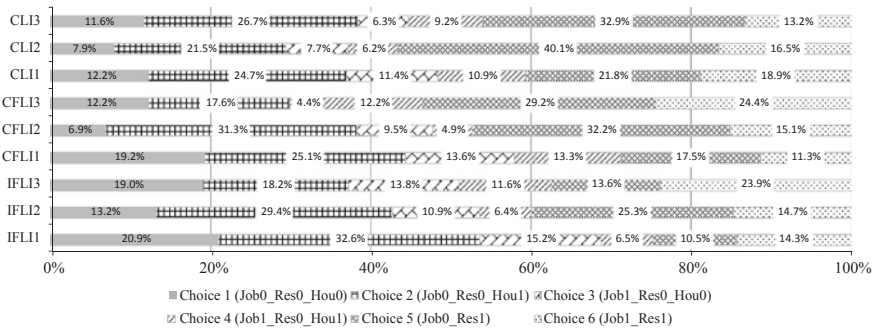 CLI3 11.6% 26.7% 6.3% 9.2% 32.9% 13.2%
CLI2 7.9% 21.5% 7.7% 6.2% 40.1% 16.5%
CLI1 12.2% 24.7% 11.4% 10.9% 21.8% 18.9%
CFLI3 12.2% 17.6% 4.4% 12.2% 29.2% 24.4%
CFLI2 6.9% 31.3% 9.5% 4.9% 32.2% 15.1%
CFLI1 19.2% 25.1% 13.6% 13.3% 17.5% 11.3%
IFLI3 19.0% 18.2% 13.8% 11.6% 13.6% 23.9%
IFLI2 13.2% 29.4% 10.9% 6.4% 25.3% 14.7%
IFLI1 20.9% 32.6% 15.2% 6.5% 10.5% 14.3%
0% 20% 40% 60% 80% 100%
Choice 1 (Job0_Res0_Hou0) Choice 2 (Job0_Res0_Hou1) Choice 3 (Job1_Res0_Hou0)
Choice 4 (Job1_Res0_Hou1) Choice 5 (Job0_Res1) Choice 6 (Job1_Res1)